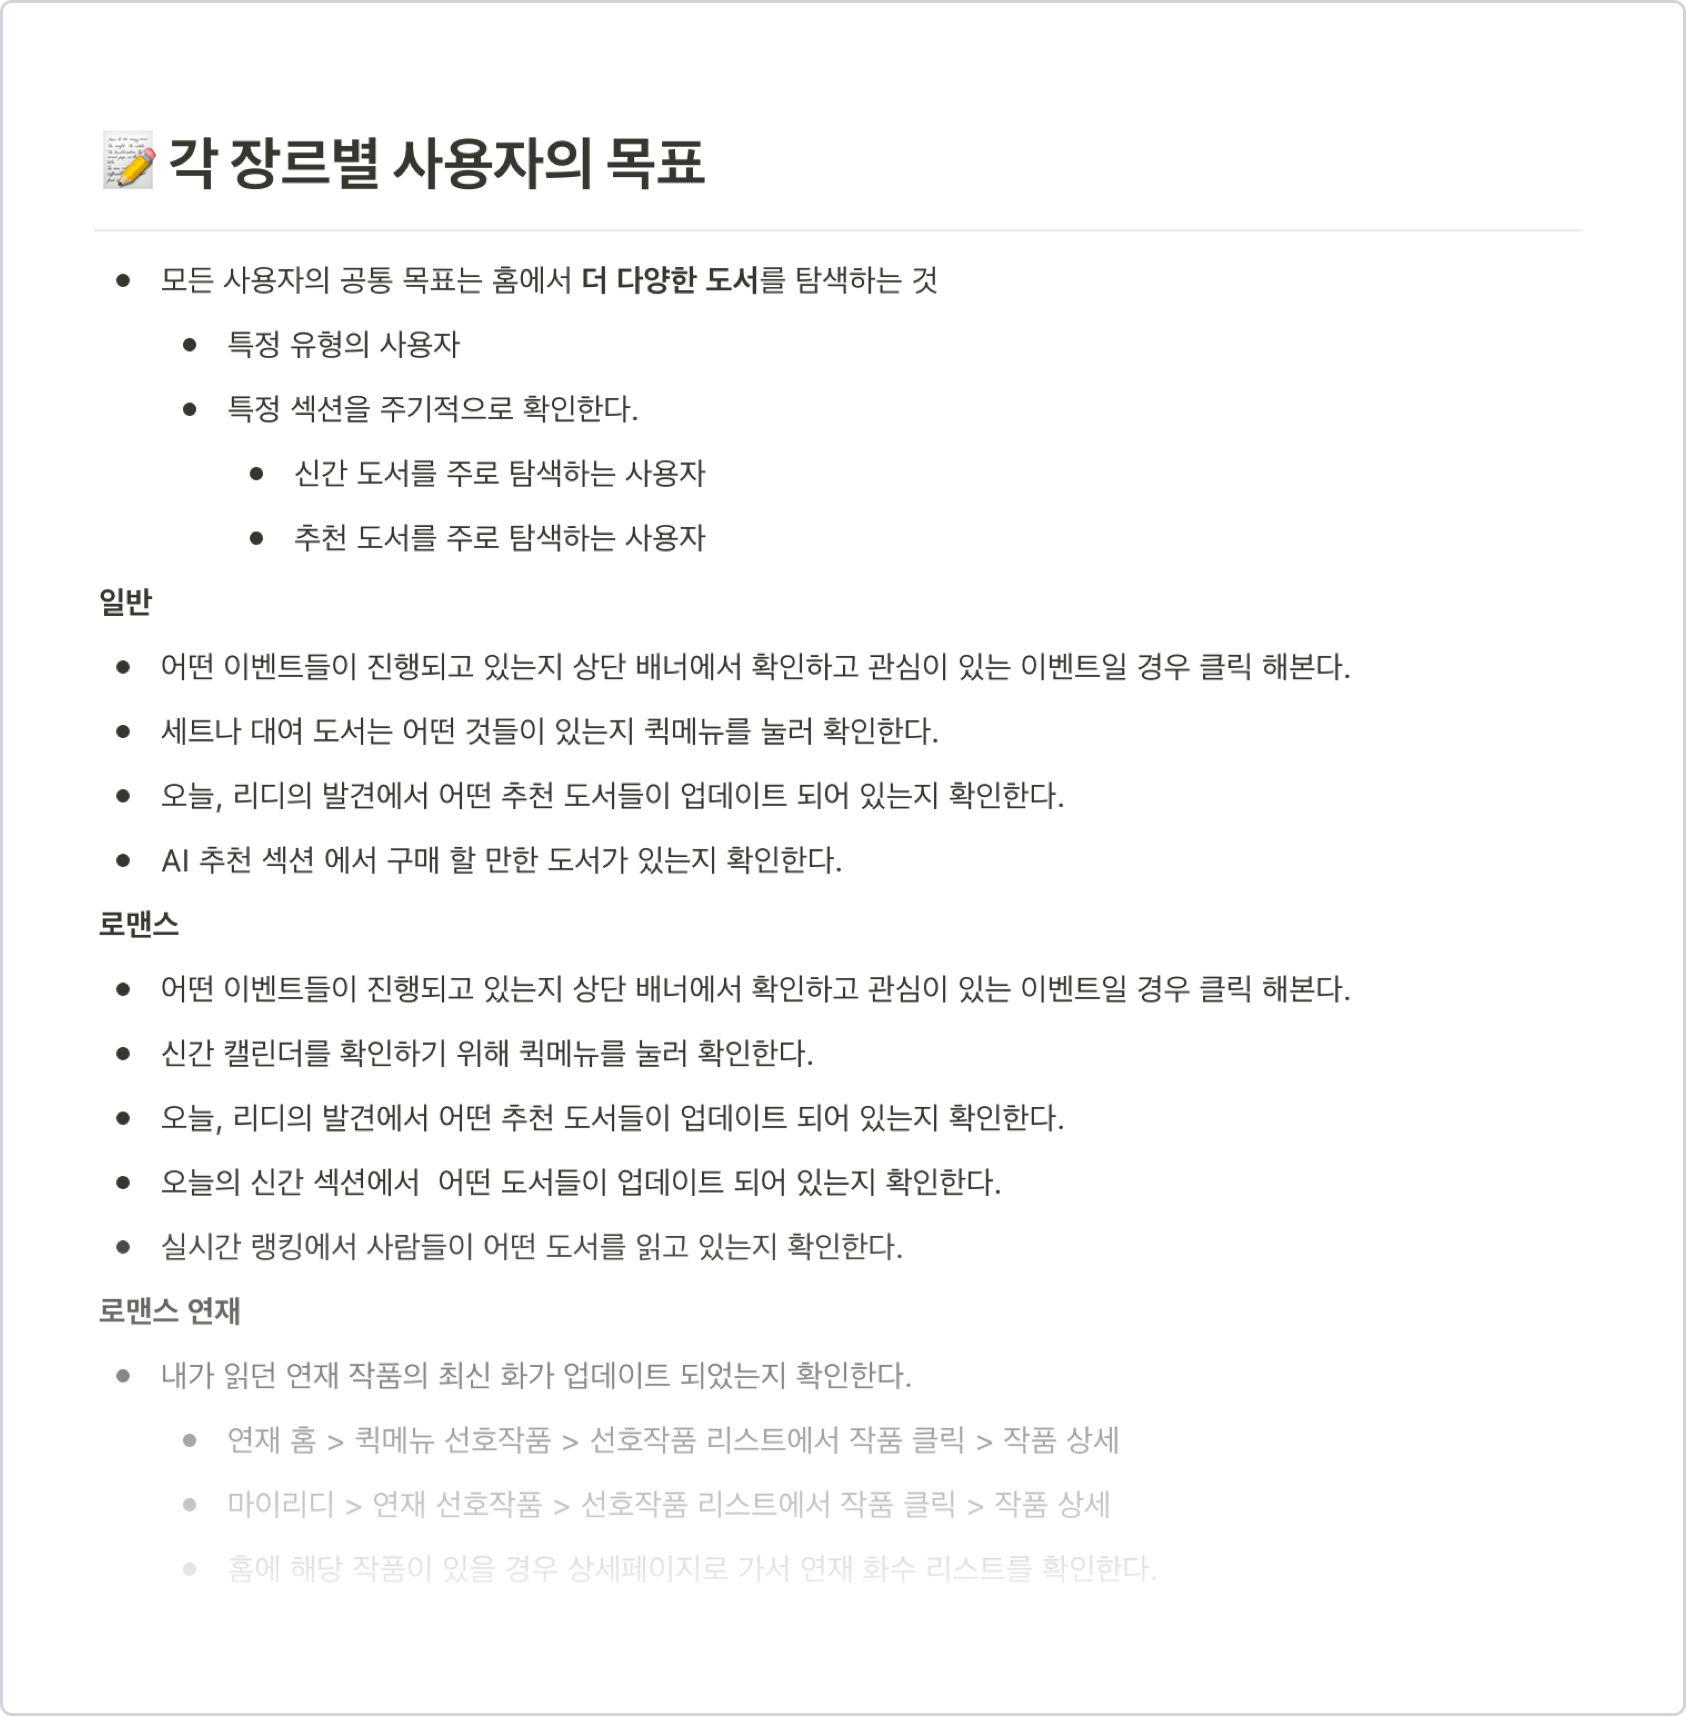 각 장르별 사용자의 목표
모든 사용자의 공통 목표는 홈에서 더 다양한 도서를 탐색하는 것
특정 유형의 사용자
특정 섹션을 주기적으로 확인한다.
신간 도서를 주로 탐색하는 사용자
추천 도서를 주로 탐색하는 사용자
일반
어떤 이벤트들이 진행되고 있는지 상단 배너에서 확인하고 관심이 있는 이벤트일 경우 클릭 해본다.
세트나 대여 도서는 어떤 것들이 있는지 퀵메뉴를 눌러 확인한다.
오늘, 리디의 발견에서 어떤 추천 도서들이 업데이트 되어 있는지 확인한다.
AI 추천 섹션 에서 구매 할 만한 도서가 있는지 확인한다.
로맨스
어떤 이벤트들이 진행되고 있는지 상단 배너에서 확인하고 관심이 있는 이벤트일 경우 클릭 해본다.
신간 캘린더를 확인하기 위해 퀵메뉴를 눌러 확인한다.
오늘, 리디의 발견에서 어떤 추천 도서들이 업데이트 되어 있는지 확인한다.
오늘의 신간 섹션에서  어떤 도서들이 업데이트 되어 있는지 확인한다.
실시간 랭킹에서 사람들이 어떤 도서를 읽고 있는지 확인한다.
로맨스 연재
내가 읽던 연재 작품의 최신 화가 업데이트 되었는지 확인한다.
연재 홈 > 퀵메뉴 선호작품 > 선호작품 리스트에서 작품 클릭 > 작품 상세
마이리디 > 연재 선호작품 > 선호작품 리스트에서 작품 클릭 > 작품 상세
홈에 해당 작품이 있을 경우 상세페이지로 가서 연재 화수 리스트를 확인한다.